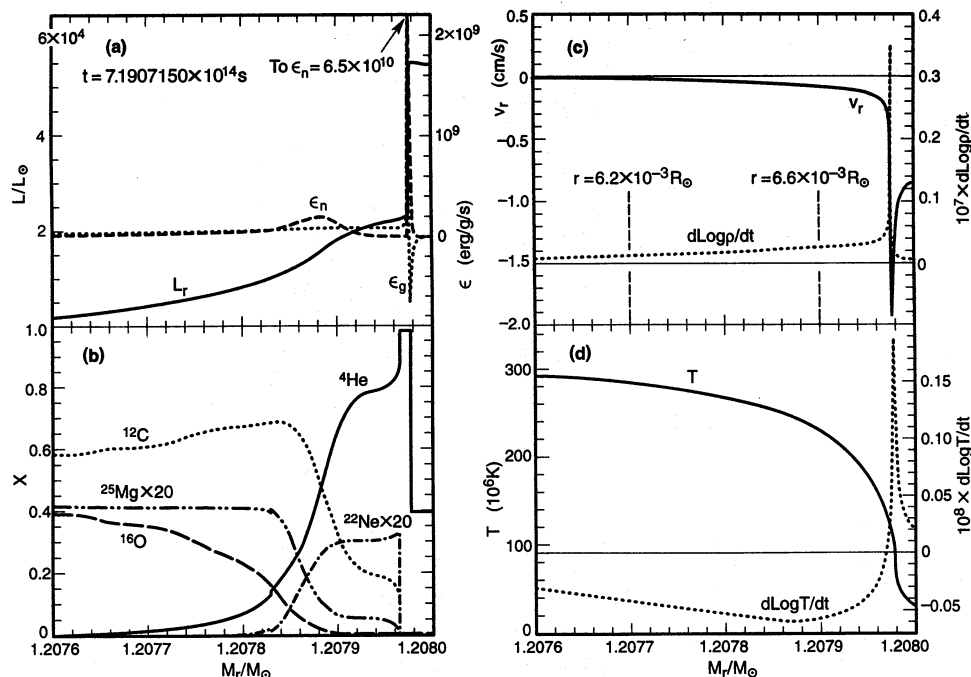 (a)
6×10⁴
t = 7.1907150×10¹⁴s
To ϵₙ = 6.5×10¹⁰
2×10⁹
10⁹
0
4
2
L/L☉
(erg/g/s)
ϵₙ
Lᵣ
ϵg
(b)
0.8
0.6
0.4
0.2
0
X
⁴He
¹²C
²⁵Mg×20
¹⁶O
²²Ne×20
1.2076
1.2077
1.2078
1.2079
1.2080
Mᵣ/M☉
(c)
0.5
0
−0.5
−1.0
−1.5
−2.0
vᵣ (cm/s)
ϵ
vᵣ
r = 6.2×10⁻³R☉
r = 6.6×10⁻³R☉
dLogρ/dt
0.4
0.3
0.2
0.1
0
10⁷×dLogρ/dt
(d)
300
200
100
0
T (10⁶K)
T
dLogT/dt
0.15
0.10
0.05
0
−0.05
10⁸× dLogT/dt
1.2076
1.2077
1.2078
1.2079
1.2080
Mᵣ/M☉